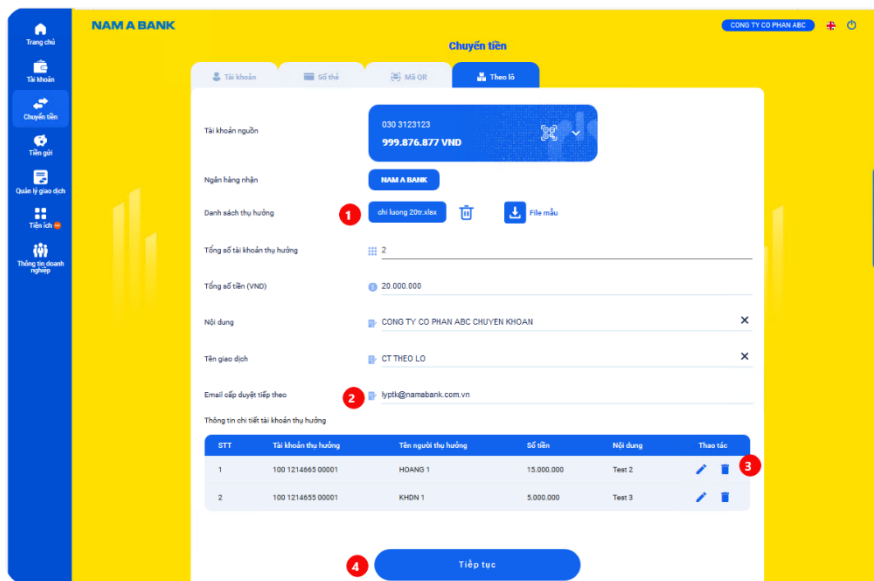 NAM A BANK
CONG TY CO PHAN ABC
Trang chủ
Tài khoản
Chuyển tiền
Tiền gửi
Quản lý giao dịch
Tiện ích
Thông tin doanh
nghiệp
Chuyển tiền
Tài khoản
Số thẻ
Mã QR
Theo lô
Tài khoản nguồn
030 3123123
999.876.877 VND
Ngân hàng nhận
NAM A BANK
Danh sách thụ hưởng
1
chi luong 20tr.xlsx
File mẫu
Tổng số tài khoản thụ hưởng
2
Tổng số tiền (VND)
20.000.000
Nội dung
CONG TY CO PHAN ABC CHUYEN KHOAN
Tên giao dịch
CT THEO LO
Email cấp duyệt tiếp theo
2
lyptk@namabank.com.vn
Thông tin chi tiết tài khoản thụ hưởng
STT Tài khoản thụ hưởng Tên người thụ hưởng Số tiền Nội dung Thao tác
1 100 1214665 00001 HOANG 1 15.000.000 Test 2
3
2 100 1214655 00001 KHDN 1 5.000.000 Test 3
4
Tiếp tục